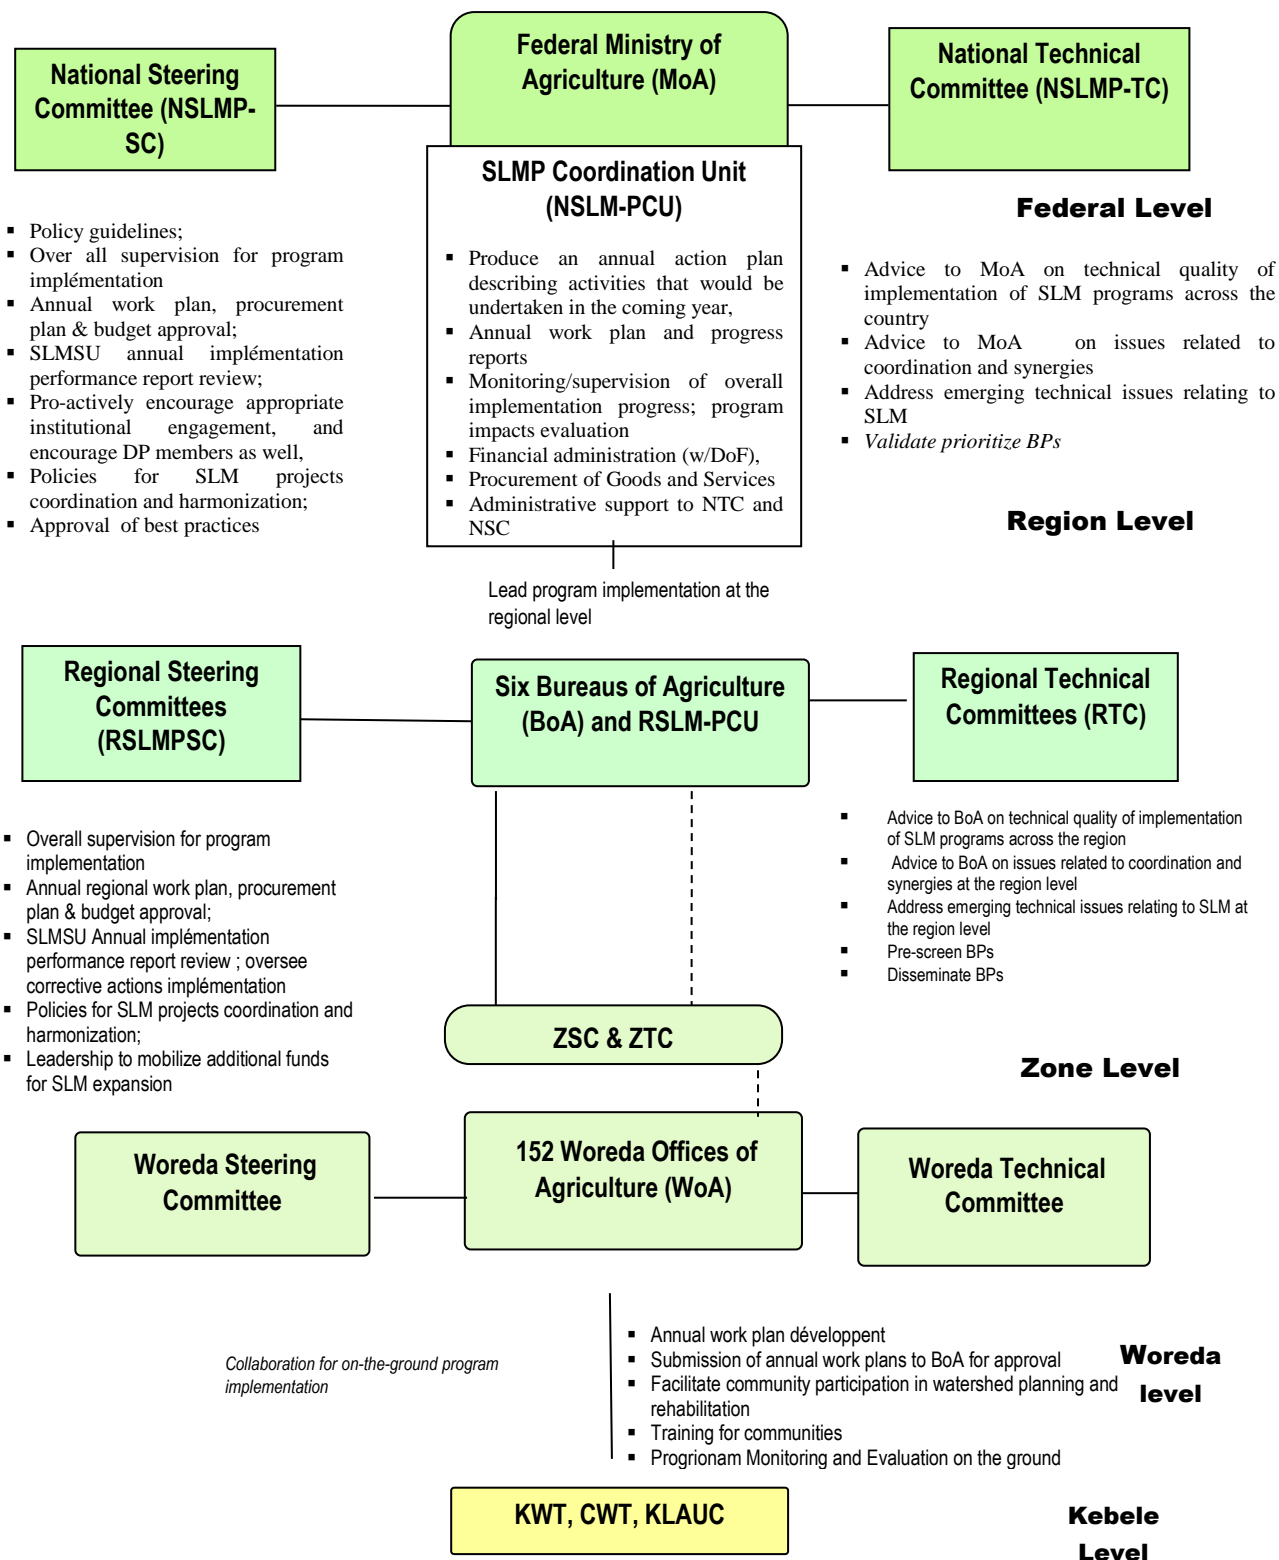 National Steering
Committee (NSLMP-
SC)
Federal Ministry of
Agriculture (MoA)
National Technical
Committee (NSLMP-TC)
SLMP Coordination Unit
(NSLM-PCU)
Federal Level
▪ Policy guidelines;
▪ Over all supervision for program
implémentation
▪ Annual work plan, procurement
plan & budget approval;
▪ SLMSU annual implémentation
performance report review;
▪ Pro-actively encourage appropriate
institutional engagement, and
encourage DP members as well,
▪ Policies for SLM projects
coordination and harmonization;
▪ Approval of best practices
▪ Produce an annual action plan
describing activities that would be
undertaken in the coming year,
▪ Annual work plan and progress
reports
▪ Monitoring/supervision of overall
implementation progress; program
impacts evaluation
▪ Financial administration (w/DoF),
▪ Procurement of Goods and Services
▪ Administrative support to NTC and
NSC
▪ Advice to MoA on technical quality of
implementation of SLM programs across the
country
▪ Advice to MoA on issues related to
coordination and synergies
▪ Address emerging technical issues relating to
SLM
▪ Validate prioritize BPs
Region Level
Lead program implementation at the
regional level
Regional Steering
Committees
(RSLMPSC)
Six Bureaus of Agriculture
(BoA) and RSLM-PCU
Regional Technical
Committees (RTC)
▪ Overall supervision for program
implementation
▪ Annual regional work plan, procurement
plan & budget approval;
▪ SLMSU Annual implémentation
performance report review ; oversee
corrective actions implémentation
▪ Policies for SLM projects coordination and
harmonization;
▪ Leadership to mobilize additional funds
for SLM expansion
▪ Advice to BoA on technical quality of implementation
of SLM programs across the region
▪ Advice to BoA on issues related to coordination and
synergies at the region level
▪ Address emerging technical issues relating to SLM at
the region level
▪ Pre-screen BPs
▪ Disseminate BPs
ZSC & ZTC
Zone Level
Woreda Steering
Committee
152 Woreda Offices of
Agriculture (WoA)
Woreda Technical
Committee
Collaboration for on-the-ground program
implementation
▪ Annual work plan développent
▪ Submission of annual work plans to BoA for approval
▪ Facilitate community participation in watershed planning and
rehabilitation
▪ Training for communities
▪ Progrionam Monitoring and Evaluation on the ground
Woreda
level
KWT, CWT, KLAUC
Kebele
Level